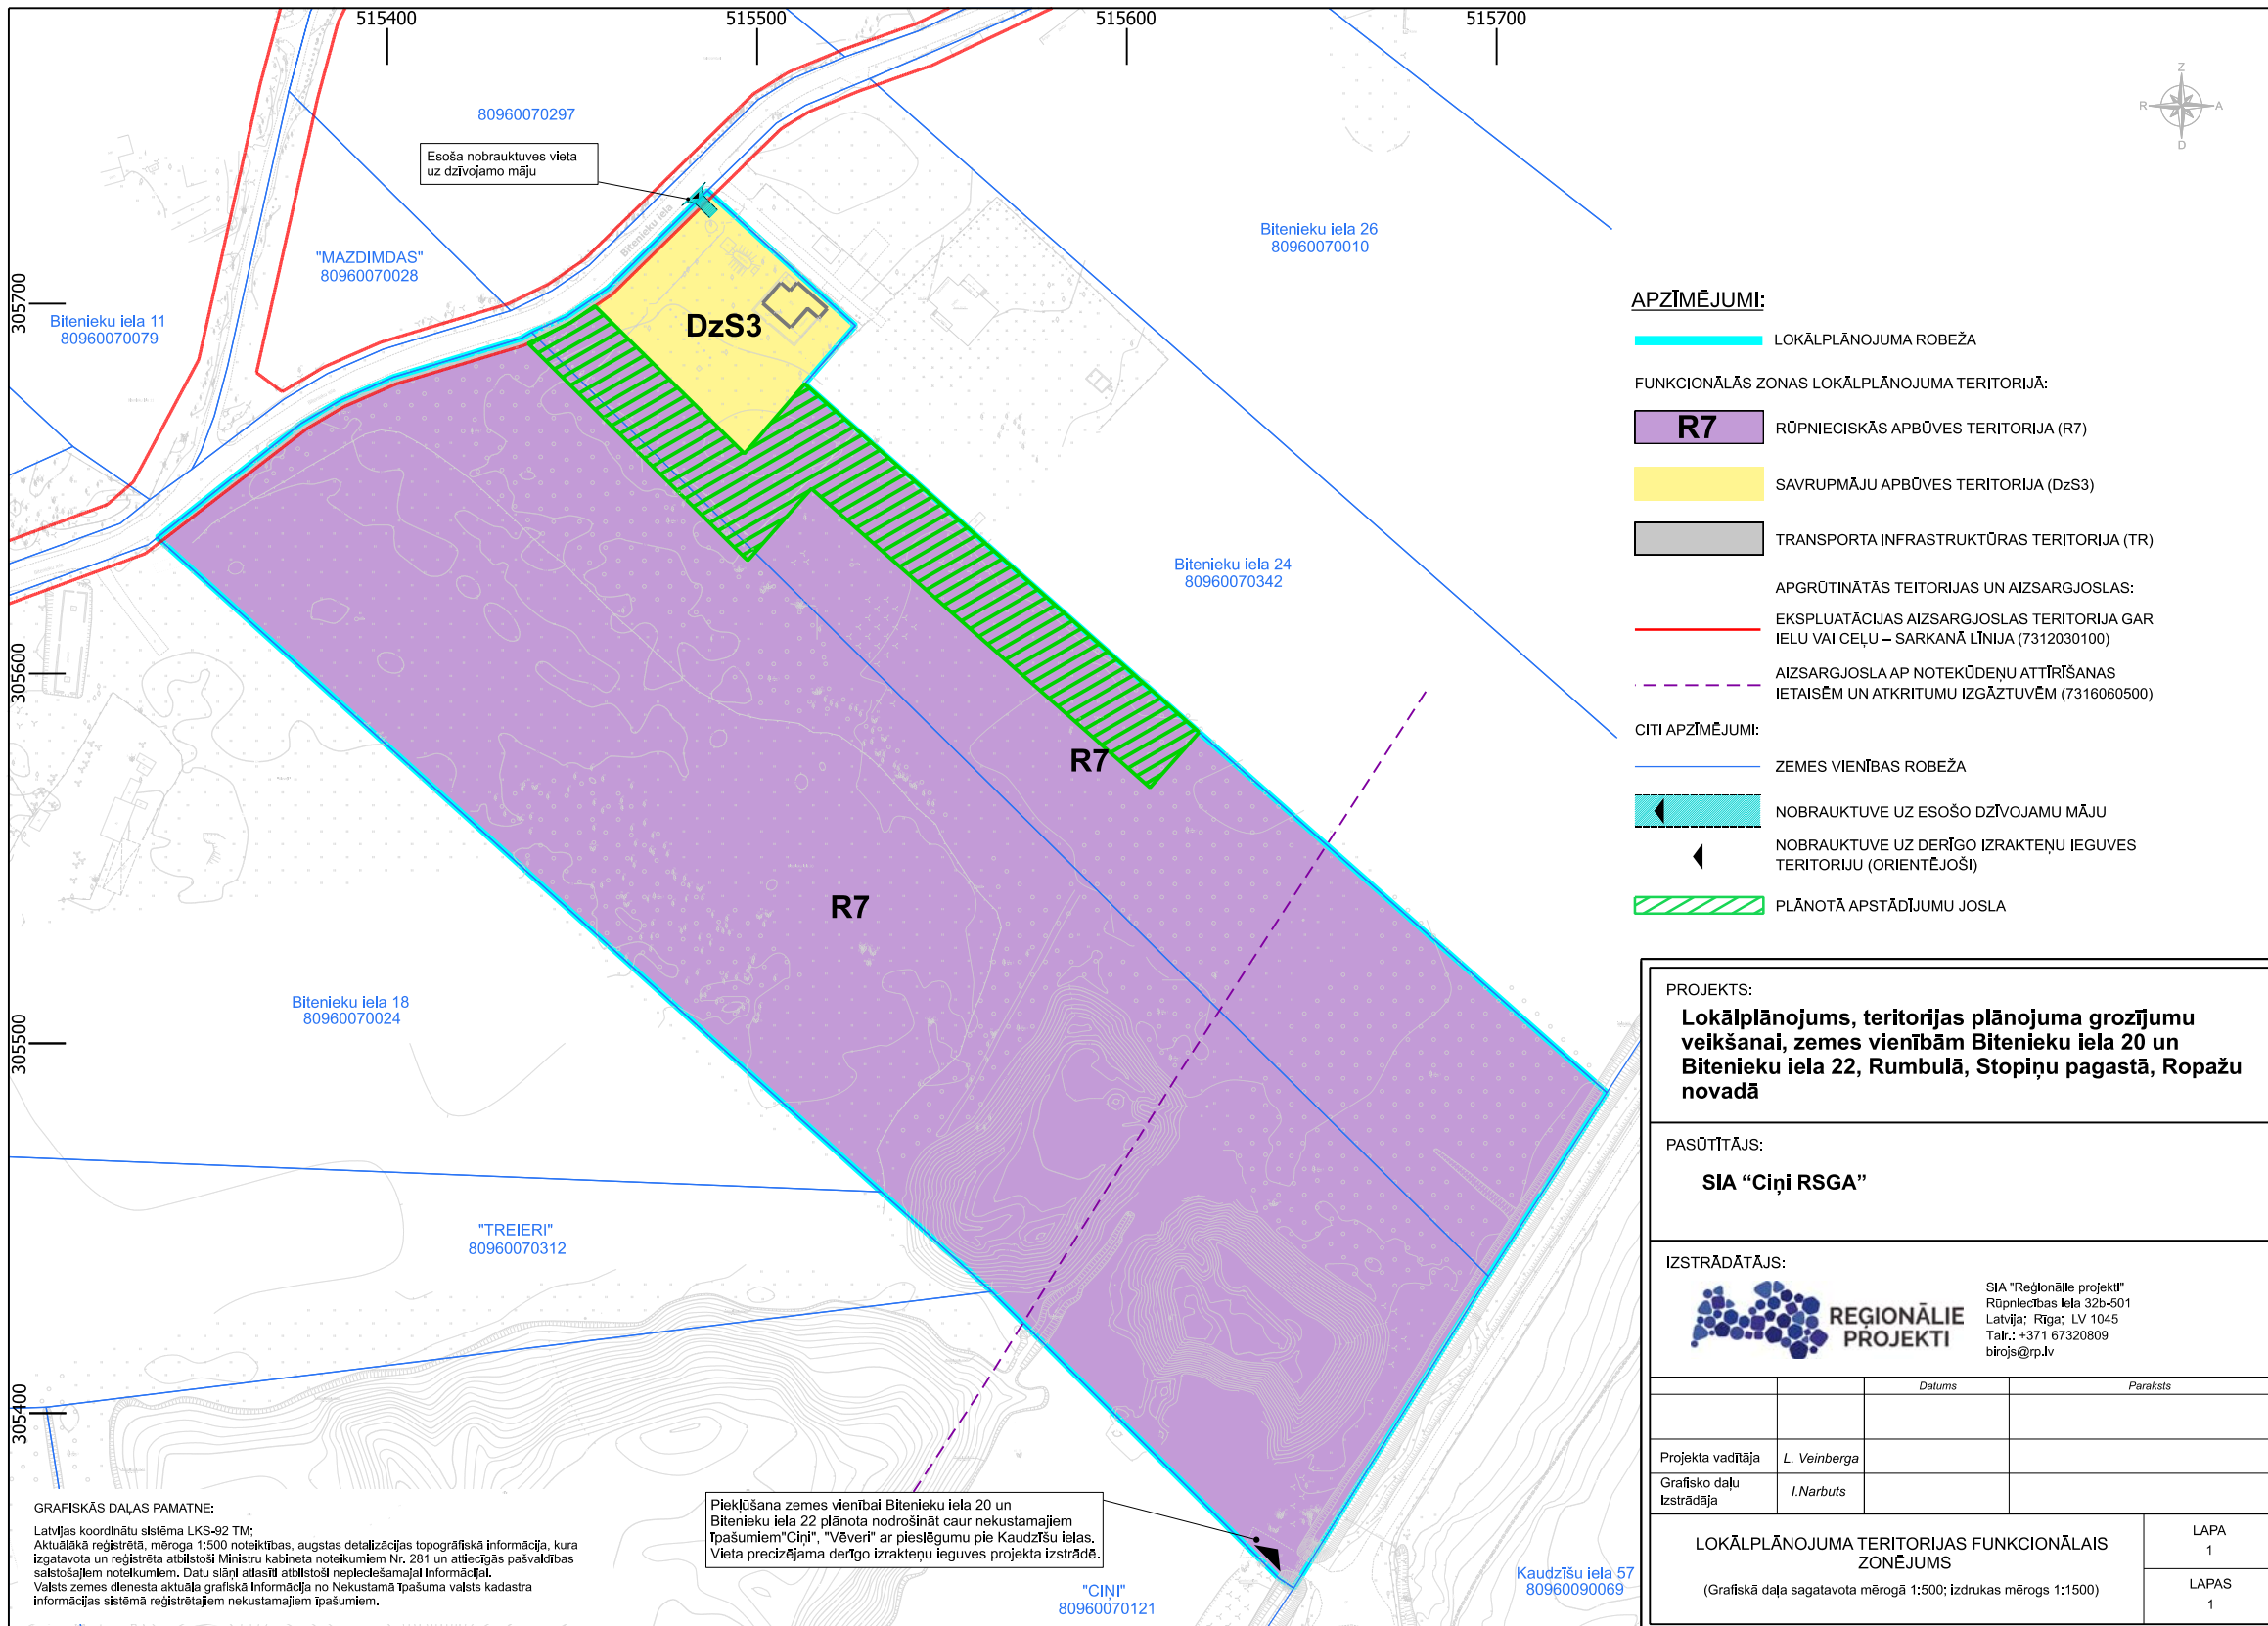 515400
515500
515600
515700
305700
305600
305500
305400
Z
R
A
D
80960070297
Esoša nobrauktuves vieta
uz dzīvojamo māju
Bitenieku iela
"MAZDIMDAS"
80960070028
Bitenieku iela 11
80960070079
Bitenieku iela 26
80960070010
DzS3
Bitenieku iela 24
80960070342
R7
R7
Bitenieku iela 18
80960070024
"TREIERI"
80960070312
"CIŅI"
80960070121
Kaudzīšu iela 57
80960090069
Piekļūšana zemes vienībai Bitenieku iela 20 un
Bitenieku iela 22 plānota nodrošināt caur nekustamajiem
īpašumiem"Ciņi", "Vēveri" ar pieslēgumu pie Kaudzīšu ielas.
Vieta precizējama derīgo izrakteņu ieguves projekta izstrādē.
GRAFISKĀS DAĻAS PAMATNE:
Latvijas koordinātu sistēma LKS-92 TM;
Aktuālākā reģistrētā, mēroga 1:500 noteiktības, augstas detalizācijas topogrāfiskā informācija, kura
izgatavota un reģistrēta atbilstoši Ministru kabineta noteikumiem Nr. 281 un attiecīgās pašvaldības
saistošajiem noteikumiem. Datu slāņi atlasīti atbilstoši nepieciešamajai informācijai.
Valsts zemes dienesta aktuāla grafiskā informācija no Nekustamā īpašuma valsts kadastra
informācijas sistēmā reģistrētajiem nekustamajiem īpašumiem.
APZĪMĒJUMI:
LOKĀLPLĀNOJUMA ROBEŽA
FUNKCIONĀLĀS ZONAS LOKĀLPLĀNOJUMA TERITORIJĀ:
R7 RŪPNIECISKĀS APBŪVES TERITORIJA (R7)
SAVRUPMĀJU APBŪVES TERITORIJA (DzS3)
TRANSPORTA INFRASTRUKTŪRAS TERITORIJA (TR)
APGRŪTINĀTĀS TEITORIJAS UN AIZSARGJOSLAS:
EKSPLUATĀCIJAS AIZSARGJOSLAS TERITORIJA GAR
IELU VAI CEĻU – SARKANĀ LĪNIJA (7312030100)
AIZSARGJOSLA AP NOTEKŪDEŅU ATTĪRĪŠANAS
IETAISĒM UN ATKRITUMU IZGĀZTUVĒM (7316060500)
CITI APZĪMĒJUMI:
ZEMES VIENĪBAS ROBEŽA
NOBRAUKTUVE UZ ESOŠO DZĪVOJAMU MĀJU
NOBRAUKTUVE UZ DERĪGO IZRAKTEŅU IEGUVES
TERITORIJU (ORIENTĒJOŠI)
PLĀNOTĀ APSTĀDĪJUMU JOSLA
PROJEKTS:
Lokālplānojums, teritorijas plānojuma grozījumu
veikšanai, zemes vienībām Bitenieku iela 20 un
Bitenieku iela 22, Rumbulā, Stopiņu pagastā, Ropažu
novadā
PASŪTĪTĀJS:
SIA “Ciņi RSGA”
IZSTRĀDĀTĀJS:
REĢIONĀLIE
PROJEKTI
SIA "Reģionālie projekti"
Rūpniecības iela 32b-501
Latvija; Rīga; LV 1045
Tālr.: +371 67320809
birojs@rp.lv
Datums Paraksts
Projekta vadītāja L. Veinberga
Grafisko daļu
izstrādāja I.Narbuts
LOKĀLPLĀNOJUMA TERITORIJAS FUNKCIONĀLAIS
ZONĒJUMS
(Grafiskā daļa sagatavota mērogā 1:500; izdrukas mērogs 1:1500)
LAPA
1
LAPAS
1